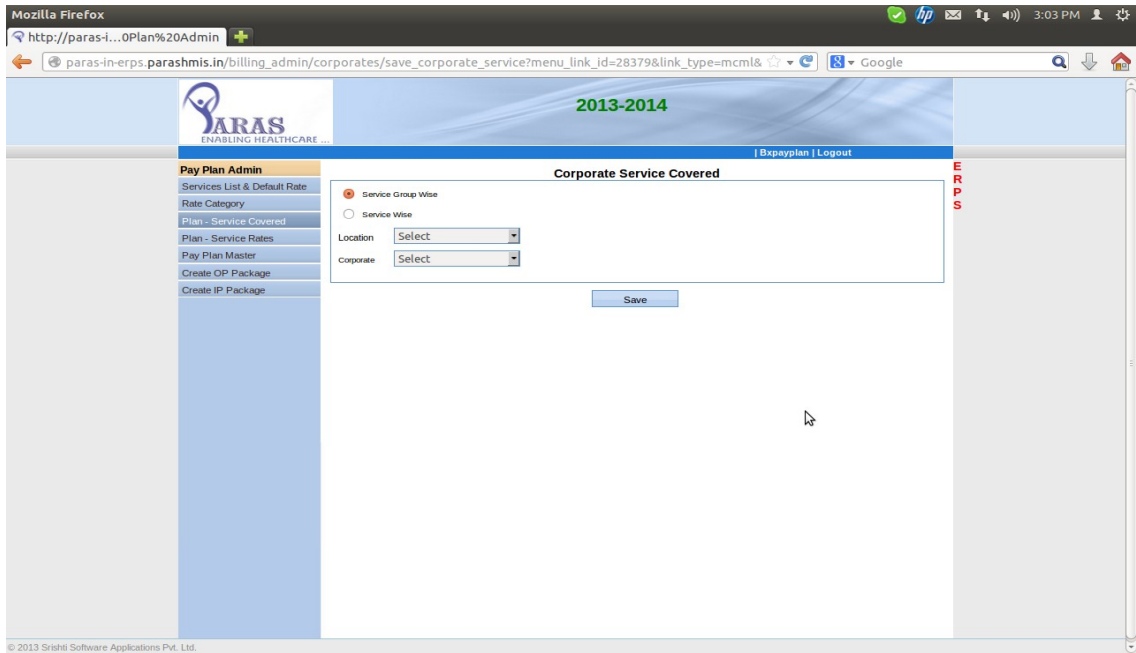 Mozilla Firefox
3:03 PM
http://paras-i...0Plan%20Admin
paras-in-erps.parashmis.in/billing_admin/corporates/save_corporate_service?menu_link_id=28379&link_type=mcml&
Google
PARAS
ENABLING HEALTHCARE ...
2013-2014
| Bxpayplan | Logout
Pay Plan Admin
Services List & Default Rate
Rate Category
Plan - Service Covered
Plan - Service Rates
Pay Plan Master
Create OP Package
Create IP Package
Corporate Service Covered
Service Group Wise
Service Wise
Location Select
Corporate Select
Save
E
R
P
S
© 2013 Srishti Software Applications Pvt. Ltd.